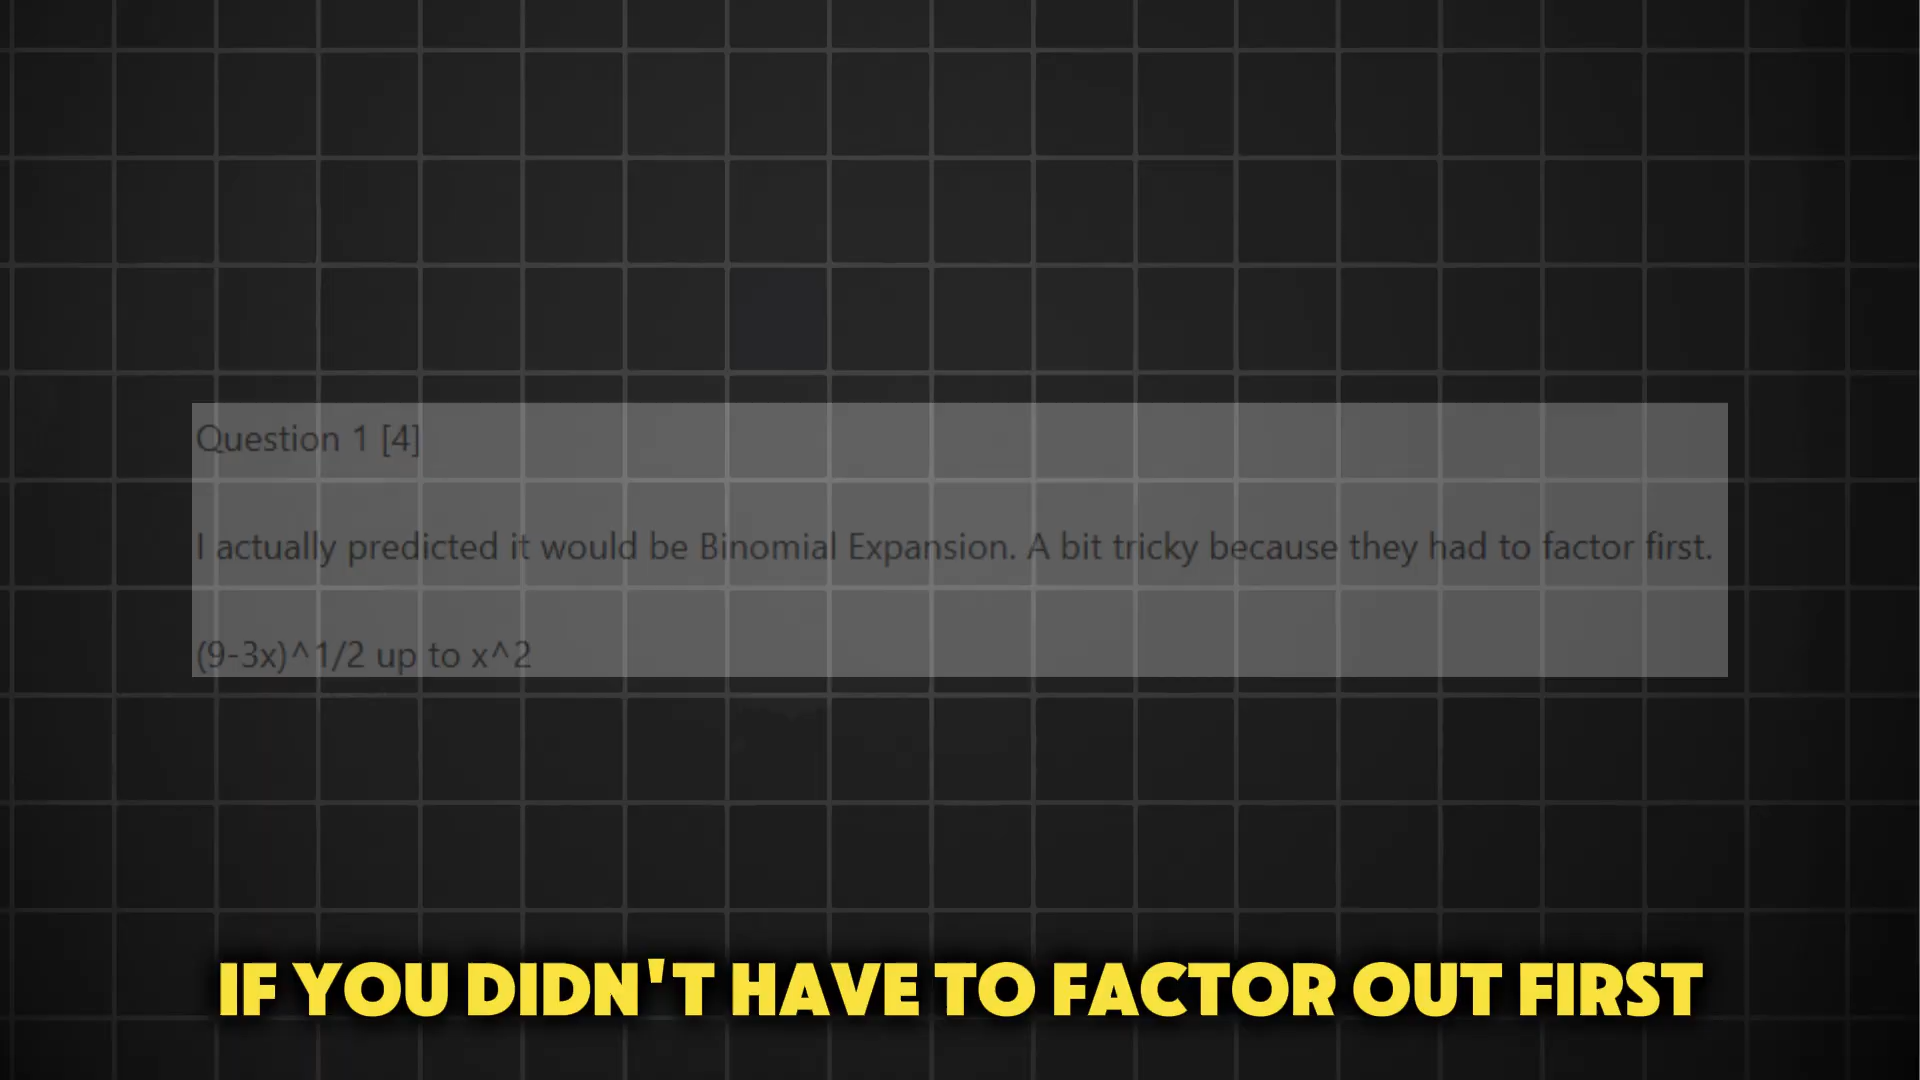 Question 1 [4]
I actually predicted it would be Binomial Expansion. A bit tricky because they had to factor first.
(9-3x)^1/2 up to x^2
IF YOU DIDN'T HAVE TO FACTOR OUT FIRST